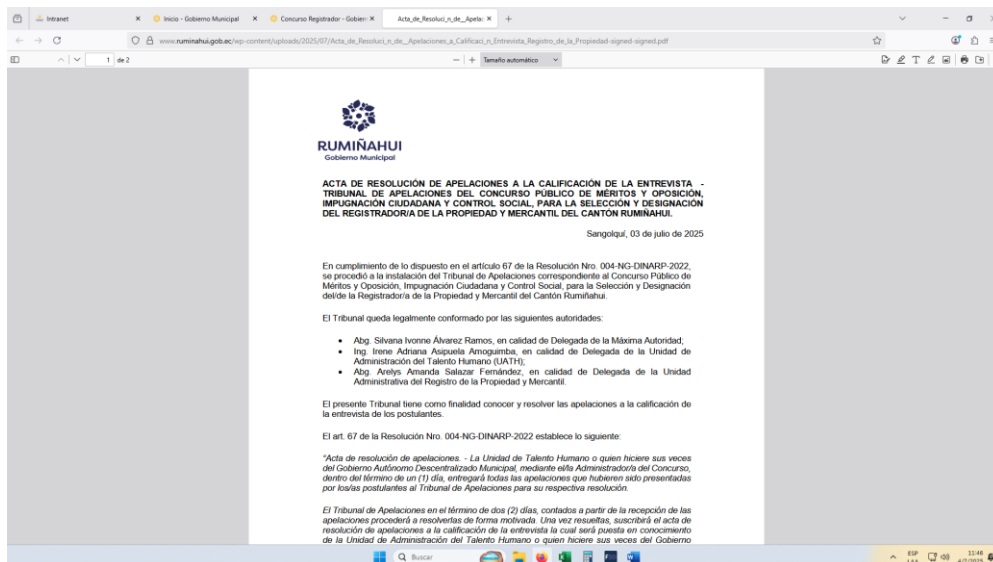 Intranet
Inicio - Gobierno Municipal
Concurso Registrador - Gobiern
Acta_de_Resoluci_n_de__Apela
www.ruminahui.gob.ec/wp-content/uploads/2025/07/Acta_de_Resoluci_n_de__Apelaciones_a_Calificaci_n_Entrevista_Registro_de_la_Propiedad-signed-signed.pdf
1 de 2
Tamaño automático
RUMIÑAHUI
Gobierno Municipal
ACTA DE RESOLUCIÓN DE APELACIONES A LA CALIFICACIÓN DE LA ENTREVISTA -
TRIBUNAL DE APELACIONES DEL CONCURSO PÚBLICO DE MÉRITOS Y OPOSICIÓN,
IMPUGNACIÓN CIUDADANA Y CONTROL SOCIAL, PARA LA SELECCIÓN Y DESIGNACIÓN
DEL REGISTRADOR/A DE LA PROPIEDAD Y MERCANTIL DEL CANTÓN RUMIÑAHUI.
Sangolquí, 03 de julio de 2025
En cumplimiento de lo dispuesto en el artículo 67 de la Resolución Nro. 004-NG-DINARP-2022,
se procedió a la instalación del Tribunal de Apelaciones correspondiente al Concurso Público de
Méritos y Oposición, Impugnación Ciudadana y Control Social, para la Selección y Designación
del/de la Registrador/a de la Propiedad y Mercantil del Cantón Rumiñahui.
El Tribunal queda legalmente conformado por las siguientes autoridades:
• Abg. Silvana Ivonne Álvarez Ramos, en calidad de Delegada de la Máxima Autoridad;
• Ing. Irene Adriana Asipuela Amoguimba, en calidad de Delegada de la Unidad de
Administración del Talento Humano (UATH);
• Abg. Arelys Amanda Salazar Fernández, en calidad de Delegada de la Unidad
Administrativa del Registro de la Propiedad y Mercantil.
El presente Tribunal tiene como finalidad conocer y resolver las apelaciones a la calificación de
la entrevista de los postulantes.
El art. 67 de la Resolución Nro. 004-NG-DINARP-2022 establece lo siguiente:
"Acta de resolución de apelaciones. - La Unidad de Talento Humano o quien hiciere sus veces
del Gobierno Autónomo Descentralizado Municipal, mediante el/la Administrador/a del Concurso,
dentro del término de un (1) día, entregará todas las apelaciones que hubieren sido presentadas
por los/as postulantes al Tribunal de Apelaciones para su respectiva resolución.
El Tribunal de Apelaciones en el término de dos (2) días, contados a partir de la recepción de las
apelaciones procederá a resolverlas de forma motivada. Una vez resueltas, suscribirá el acta de
resolución de apelaciones a la calificación de la entrevista la cual será puesta en conocimiento
de la Unidad de Administración del Talento Humano o quien hiciere sus veces del Gobierno
Buscar
ESP
11:46